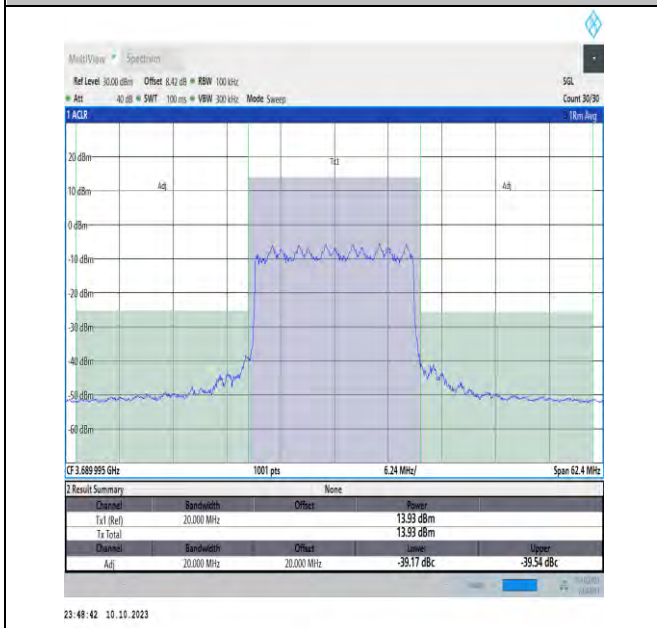 MultiView Spectrum
Ref Level 30.00 dBm Offset 8.42 dB RBW 100 kHz SGL
Att 40 dB SWT 100 ms VBW 300 kHz Mode Sweep Count 30/30
1 ACLR 1Rm Avg
20 dBm
Tx1
Adj Adj
10 dBm
0 dBm
-10 dBm
-20 dBm
-30 dBm
-40 dBm
-50 dBm
-60 dBm
CF 3.689 995 GHz 1001 pts 6.24 MHz/ Span 62.4 MHz
2 Result Summary None
Channel Bandwidth Offset Power
Tx1 (Ref) 20.000 MHz 13.93 dBm
Tx Total 13.93 dBm
Channel Bandwidth Offset Lower Upper
Adj 20.000 MHz 20.000 MHz -39.17 dBc -39.54 dBc
23:48:42 10.10.2023